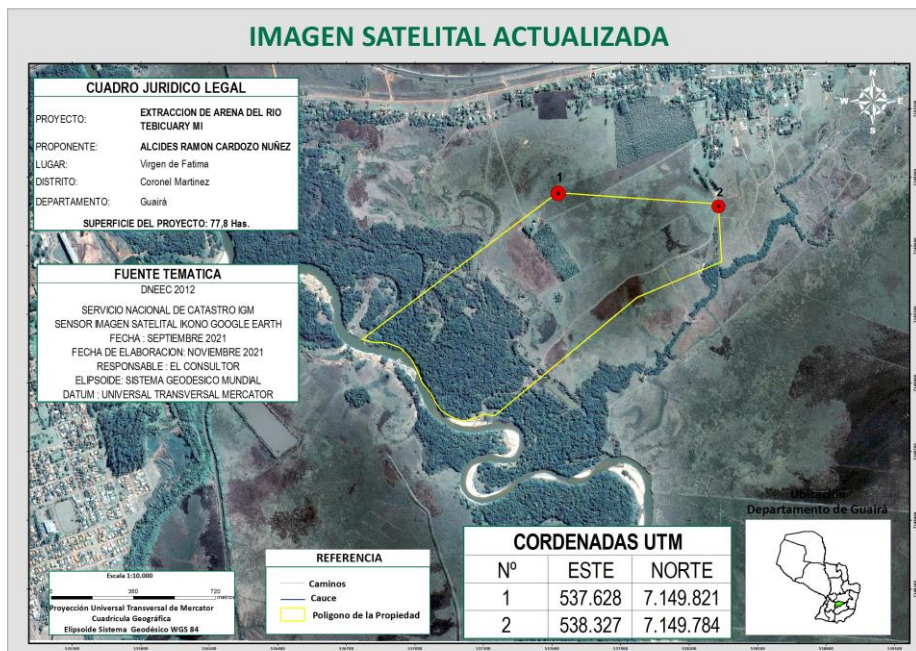 IMAGEN SATELITAL ACTUALIZADA
CUADRO JURIDICO LEGAL
PROYECTO: EXTRACCION DE ARENA DEL RIO
TEBICUARY MI
PROPONENTE: ALCIDES RAMON CARDOZO NUÑEZ
LUGAR: Virgen de Fatima
DISTRITO: Coronel Martinez
DEPARTAMENTO: Guairá
SUPERFICIE DEL PROYECTO: 77,8 Has.
FUENTE TEMATICA
DNEEC 2012
SERVICIO NACIONAL DE CATASTRO IGM
SENSOR IMAGEN SATELITAL IKONO GOOGLE EARTH
FECHA : SEPTIEMBRE 2021
FECHA DE ELABORACION: NOVIEMBRE 2021
RESPONSABLE : EL CONSULTOR
ELIPSOIDE: SISTEMA GEODESICO MUNDIAL
DATUM : UNIVERSAL TRANSVERSAL MERCATOR
N
W E
S
1
2
Escala 1:10.000
0 360 720
metros
Proyección Universal Transversal de Mercator
Cuadrícula Geográfica
Elipsoide Sistema Geodésico WGS 84
REFERENCIA
Caminos
Cauce
Poligono de la Propiedad
CORDENADAS UTM
Nº ESTE NORTE
1 537.628 7.149.821
2 538.327 7.149.784
Ubicación
Departamento de Guairá